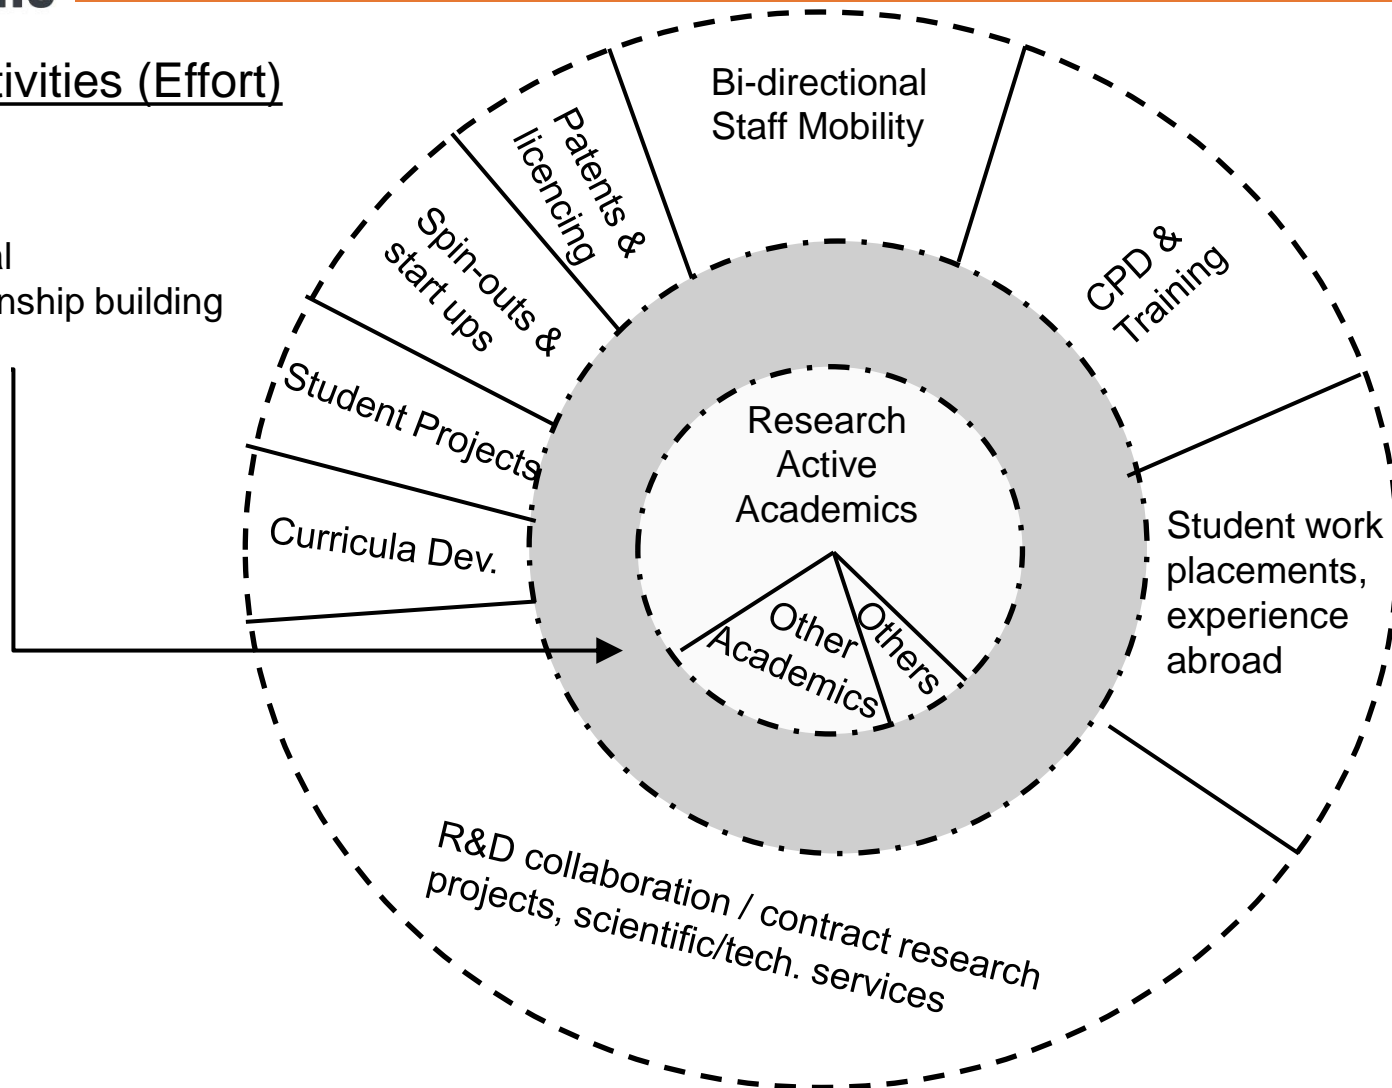 tivities (Effort)
al
nship building
Bi-directional
Staff Mobility
Patents &
licencing
Spin-outs &
start ups
Student Projects
Curricula Dev.
CPD &
Training
Student work
placements,
experience
abroad
Research
Active
Academics
Other
Academics
Others
R&D collaboration / contract research
projects, scientific/tech. services